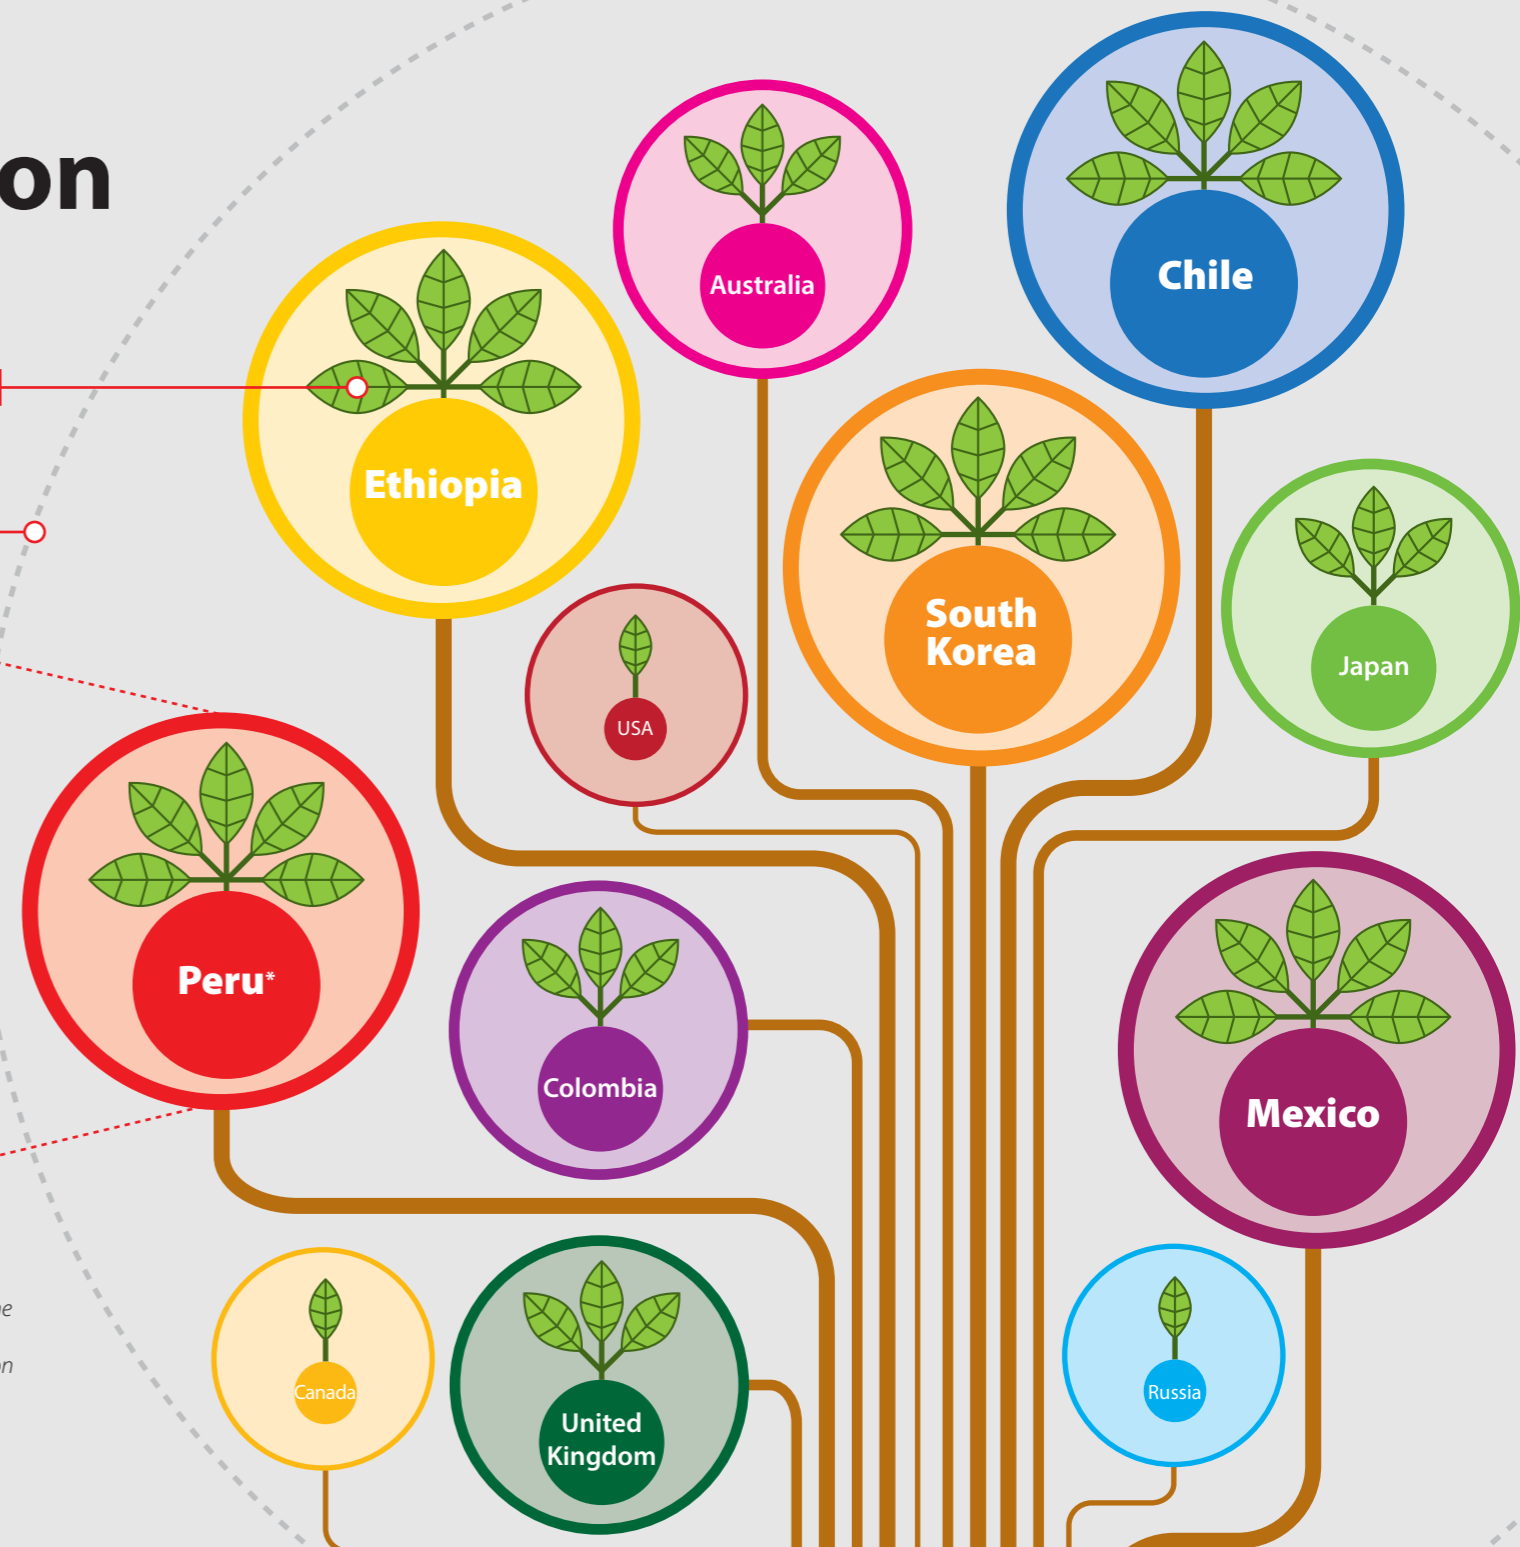 on
Chile
Australia
Ethiopia
South
Korea
Japan
USA
Peru*
Colombia
Mexico
Canada
United
Kingdom
Russia